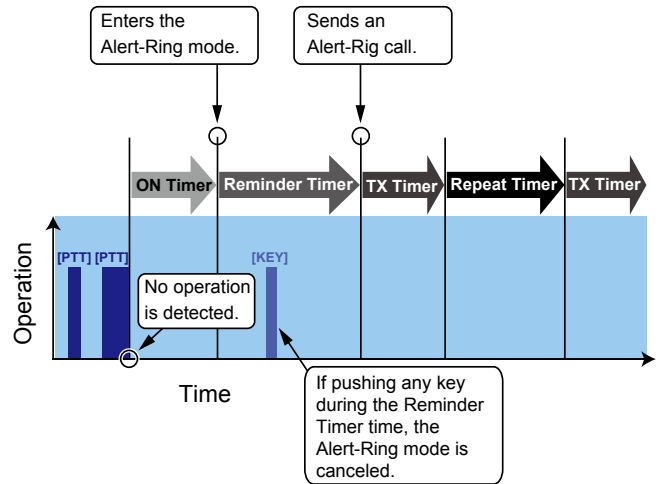 Enters the
Alert-Ring mode.
Sends an
Alert-Rig call.
ON Timer
Reminder Timer
TX Timer
Repeat Timer
TX Timer
[PTT] [PTT]
[KEY]
No operation
is detected.
Operation
Time
If pushing any key
during the Reminder
Timer time, the
Alert-Ring mode is
canceled.